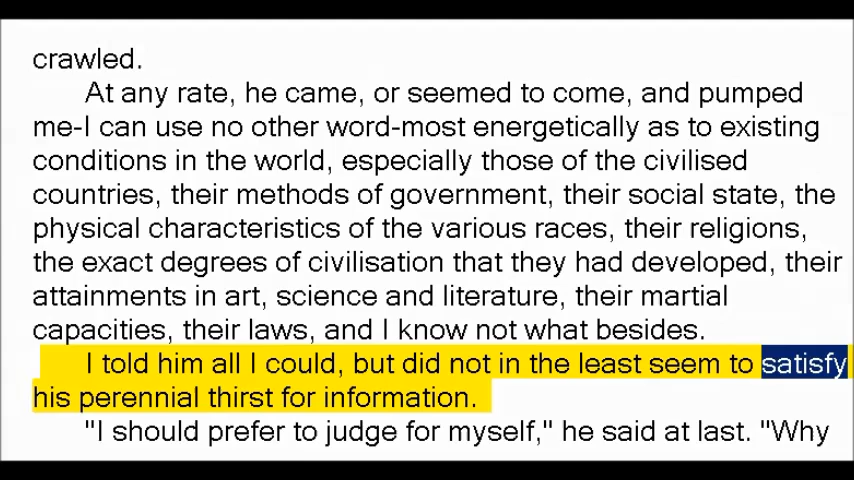 crawled.
At any rate, he came, or seemed to come, and pumped
me-I can use no other word-most energetically as to existing
conditions in the world, especially those of the civilised
countries, their methods of government, their social state, the
physical characteristics of the various races, their religions,
the exact degrees of civilisation that they had developed, their
attainments in art, science and literature, their martial
capacities, their laws, and I know not what besides.
I told him all I could, but did not in the least seem to satisfy
his perennial thirst for information.
"I should prefer to judge for myself," he said at last. "Why